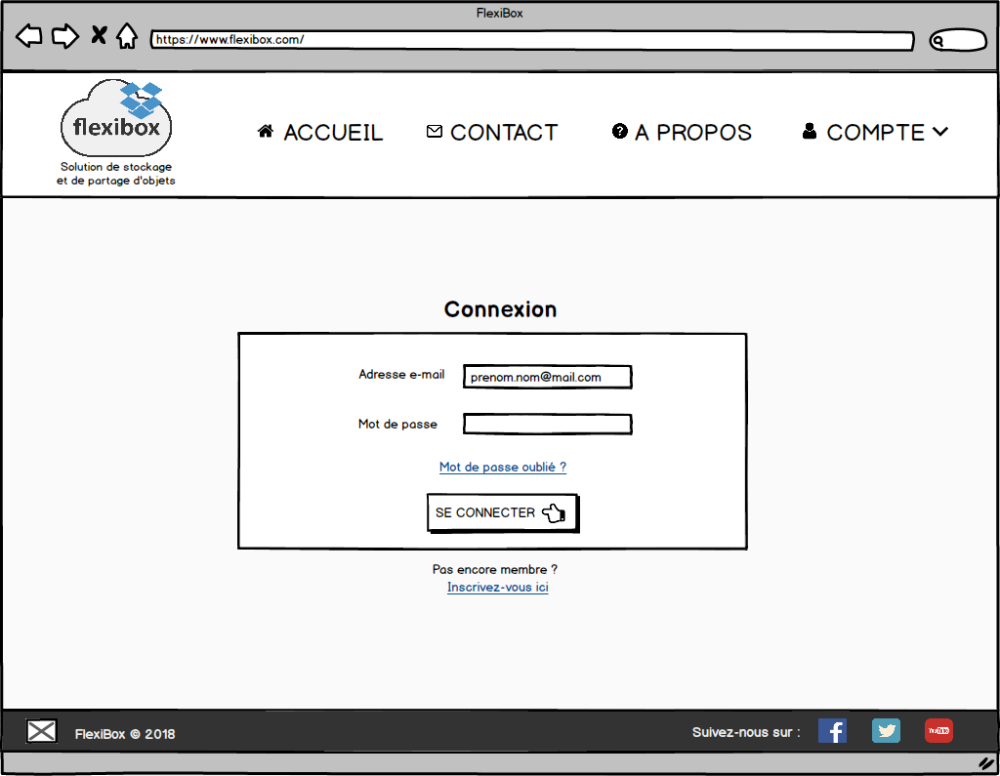 FlexiBox
https://www.flexibox.com/
flexibox
Solution de stockage
et de partage d'objets
ACCUEIL
CONTACT
A PROPOS
COMPTE
Connexion
Adresse e-mail
prenom.nom@mail.com
Mot de passe
Mot de passe oublié ?
SE CONNECTER
Pas encore membre ?
Inscrivez-vous ici
FlexiBox © 2018
Suivez-nous sur :
YouTube